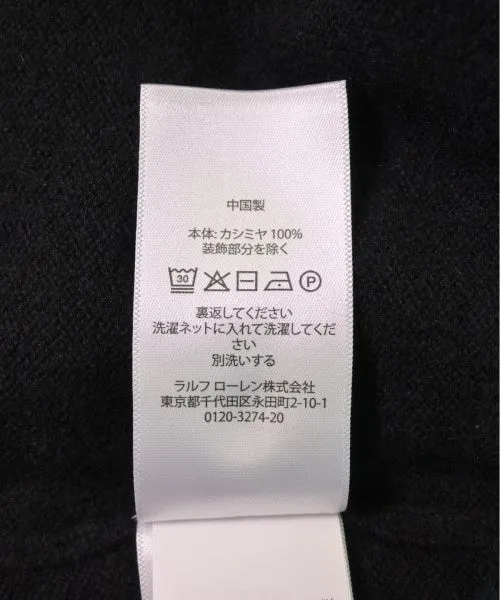 中国製
本体: カシミヤ 100%
装飾部分を除く
30 P
裏返してください
洗濯ネットに入れて洗濯してくだ
さい
別洗いする
ラルフ ローレン株式会社
東京都千代田区永田町2-10-1
0120-3274-20